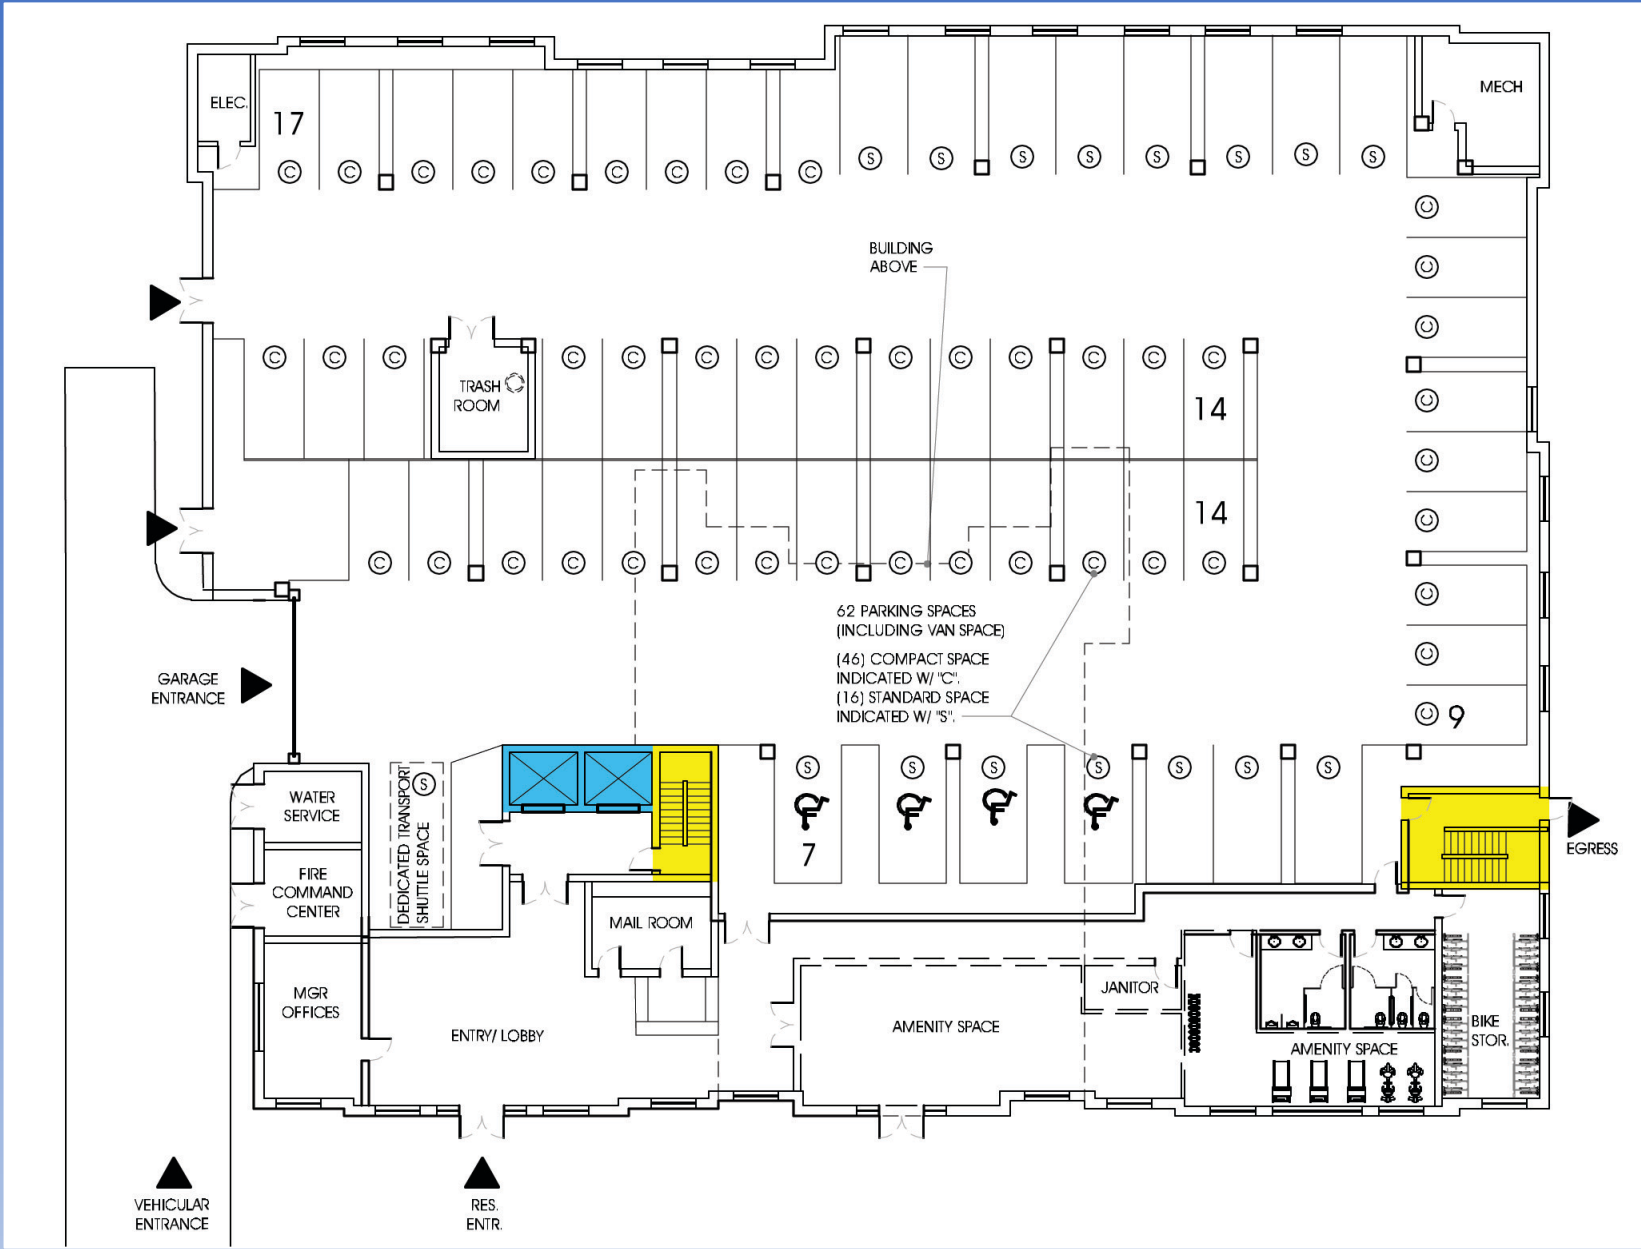 ELEC.
17
MECH
C C C C C C C C C S S S S S S S S
C
C
C
BUILDING
ABOVE
C C C C C C C C C C C C C C
TRASH
ROOM
14
C
C
14
C
C C C C C C C C C C C C C C
C
C
C 9
62 PARKING SPACES
(INCLUDING VAN SPACE)
(46) COMPACT SPACE
INDICATED W/ "C".
(16) STANDARD SPACE
INDICATED W/ "S".
GARAGE
ENTRANCE
S S S S S S S
7
WATER
SERVICE
S
DEDICATED TRANSPORT
SHUTTLE SPACE
FIRE
COMMAND
CENTER
EGRESS
MAIL ROOM
MGR
OFFICES
ENTRY/ LOBBY
AMENITY SPACE
JANITOR
AMENITY SPACE
BIKE
STOR.
VEHICULAR
ENTRANCE
RES.
ENTR.